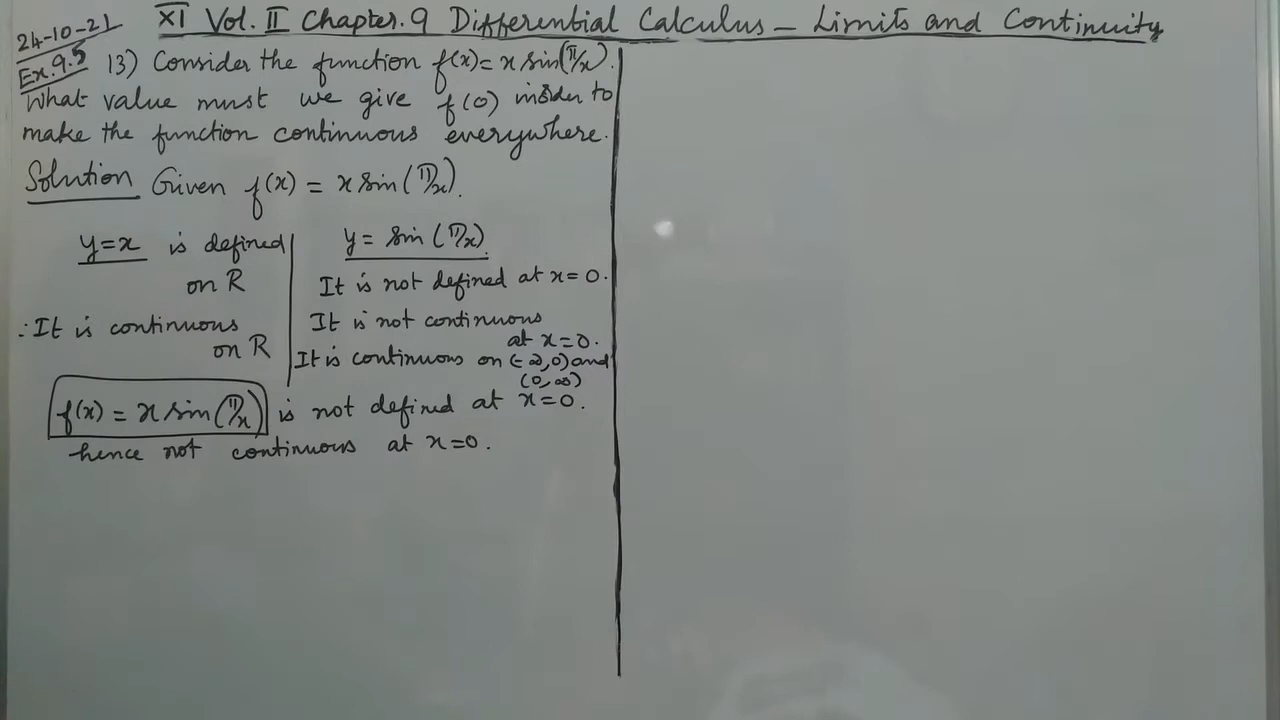 24-10-21
XI Vol. II Chapter. 9 Differential Calculus - Limits and Continuity
Ex. 9.5 13) Consider the function f(x) = x sin(π/x).
What value must we give f(0) inorder to
make the function continuous everywhere.
Solution Given f(x) = x sin(π/x).
y=x is defined
on R
∴ It is continuous
on R
y = sin(π/x).
It is not defined at x=0.
It is not continuous
at x=0.
It is continuous on (-∞,0) and
(0,∞)
f(x) = x sin(π/x) is not defined at x=0.
hence not continuous at x=0.